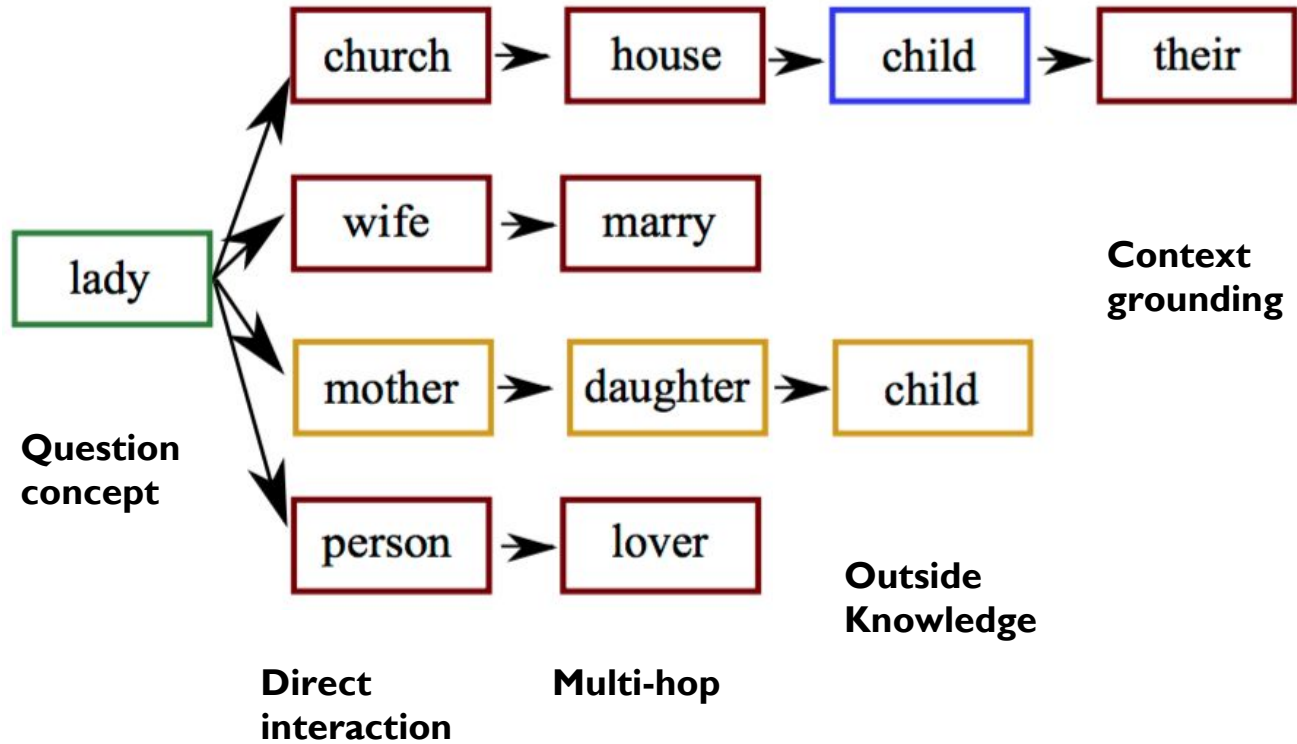 church house child their
wife marry
lady
Context
grounding
mother daughter child
Question
concept
person lover
Outside
Knowledge
Direct
interaction
Multi-hop